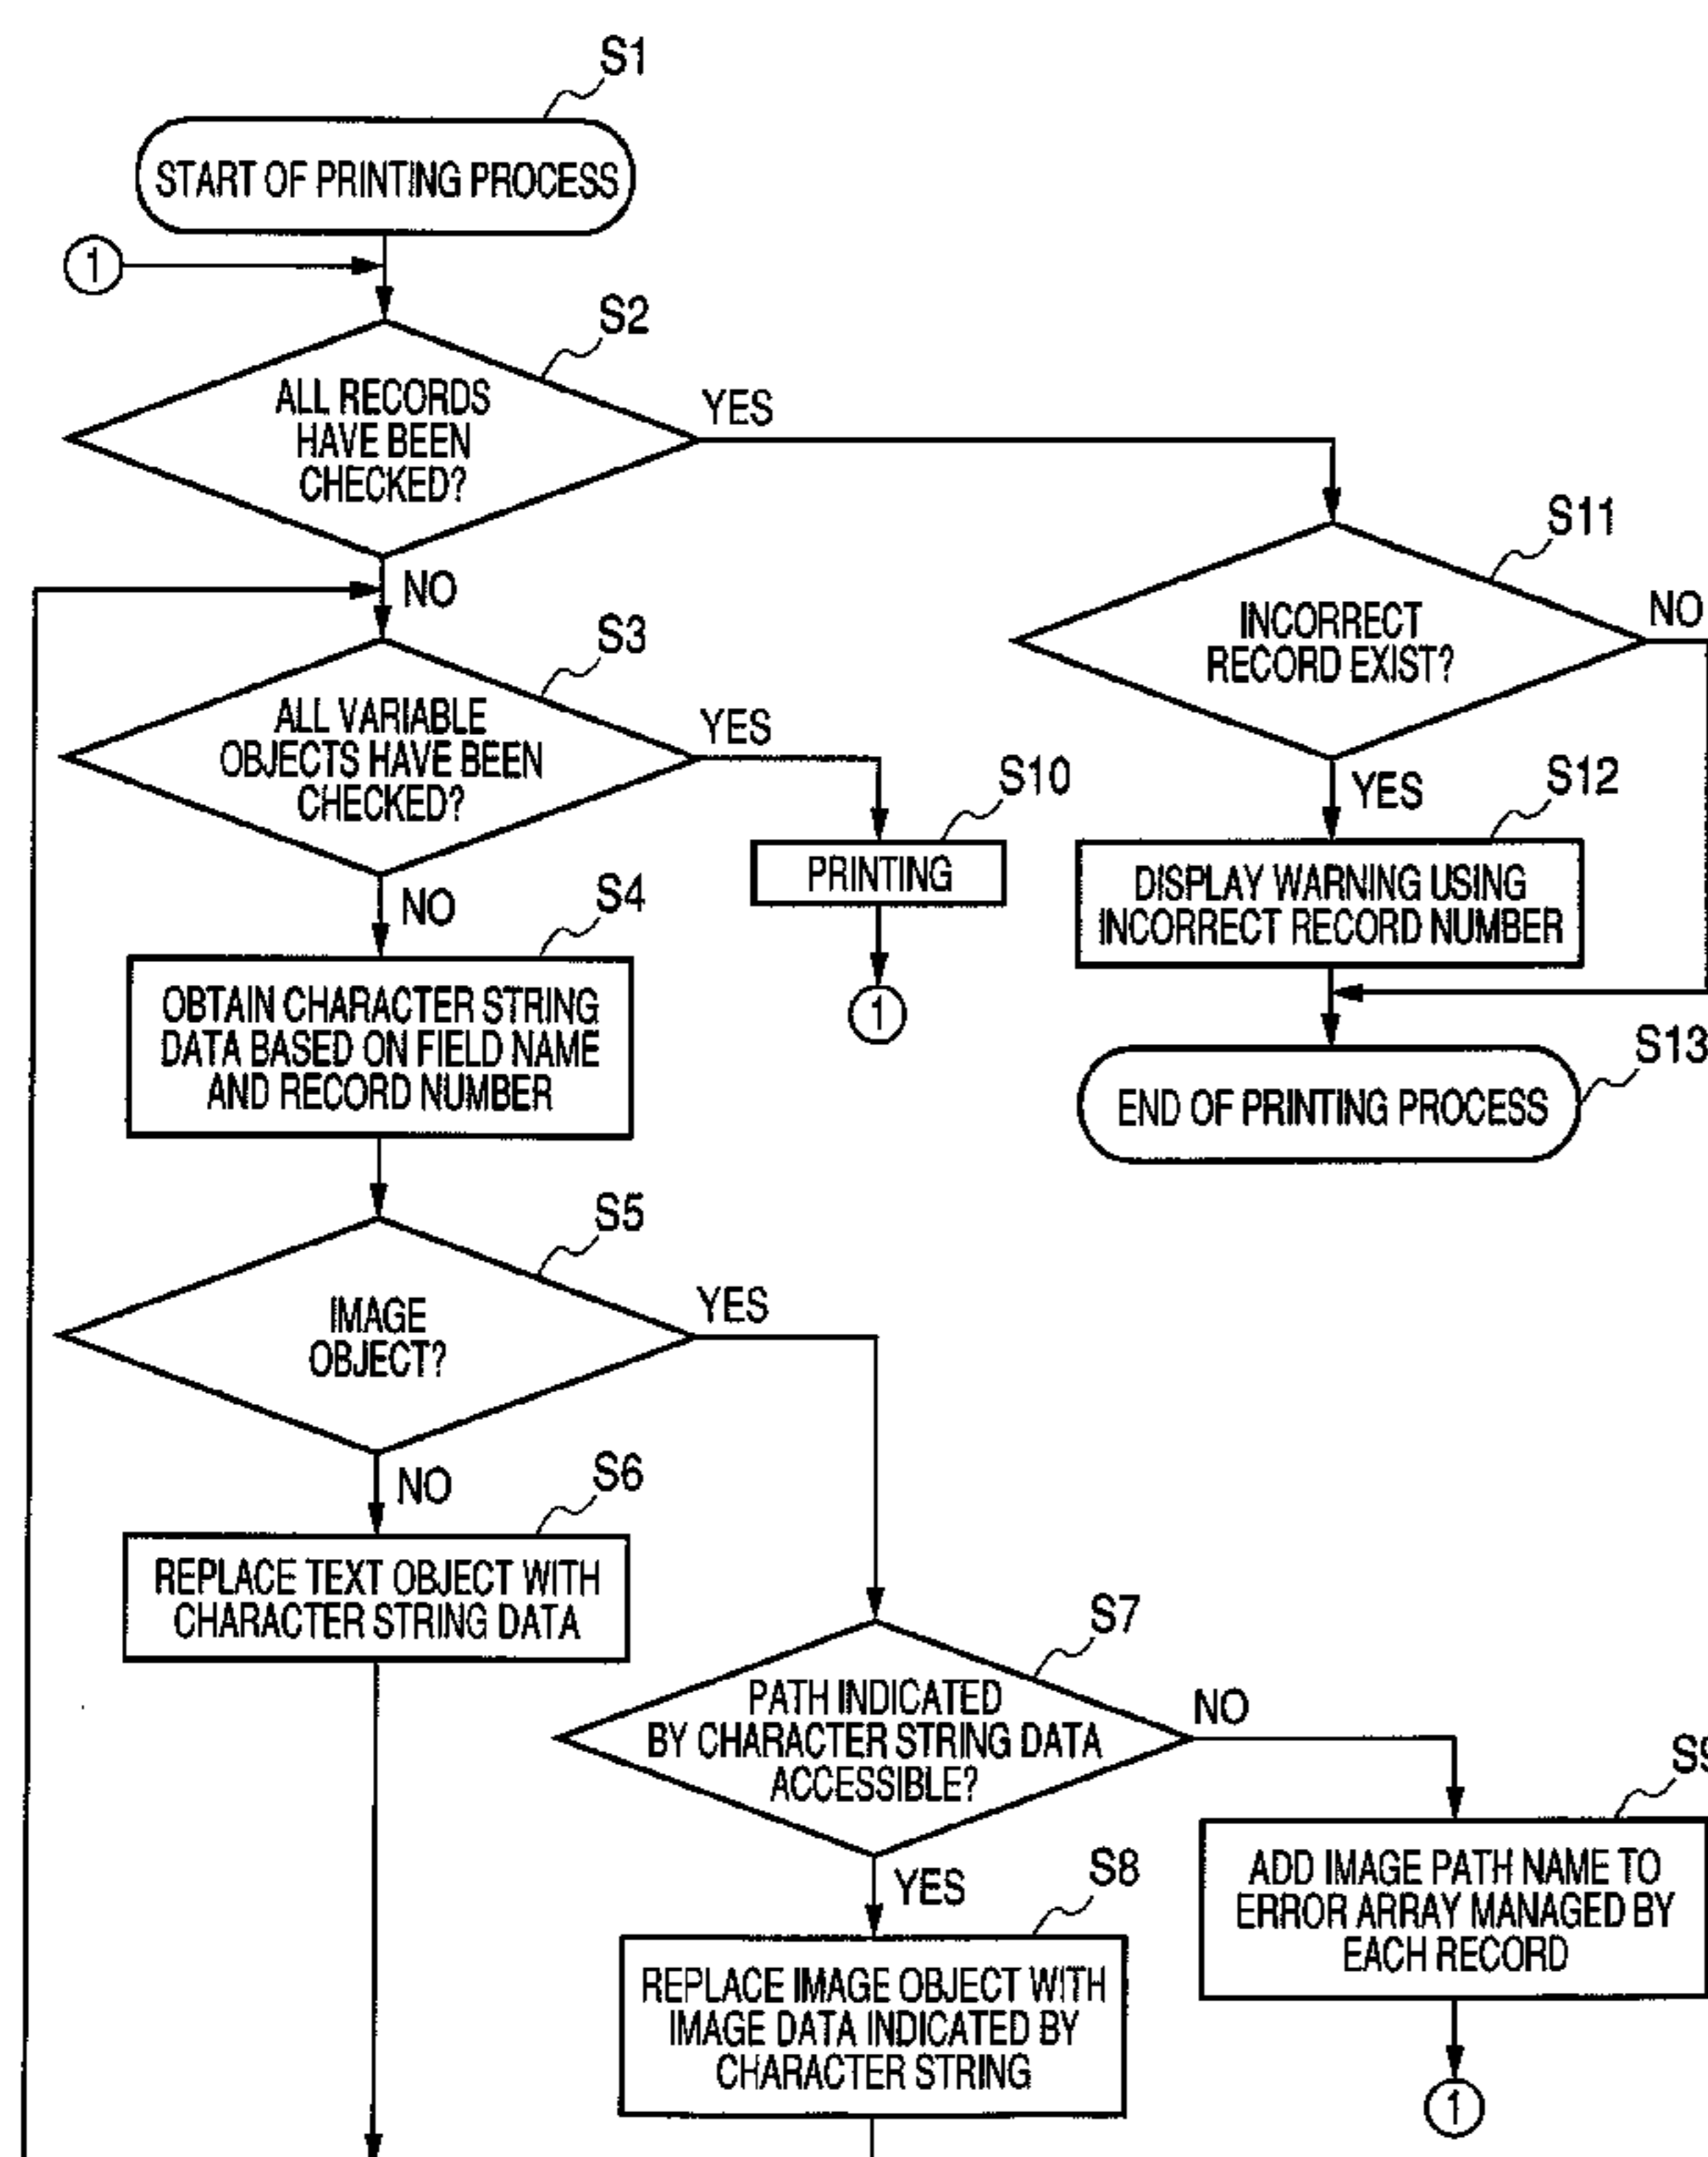 S1
START OF PRINTING PROCESS
1
S2
ALL RECORDS
HAVE BEEN
CHECKED?
YES
NO
S11
INCORRECT
RECORD EXIST?
NO
YES
S3
ALL VARIABLE
OBJECTS HAVE BEEN
CHECKED?
YES
NO
S10
PRINTING
1
S12
DISPLAY WARNING USING
INCORRECT RECORD NUMBER
S13
END OF PRINTING PROCESS
S4
OBTAIN CHARACTER STRING
DATA BASED ON FIELD NAME
AND RECORD NUMBER
S5
IMAGE
OBJECT?
YES
NO
S6
REPLACE TEXT OBJECT WITH
CHARACTER STRING DATA
S7
PATH INDICATED
BY CHARACTER STRING DATA
ACCESSIBLE?
NO
YES
S8
REPLACE IMAGE OBJECT WITH
IMAGE DATA INDICATED BY
CHARACTER STRING
S9
ADD IMAGE PATH NAME TO
ERROR ARRAY MANAGED BY
EACH RECORD
1